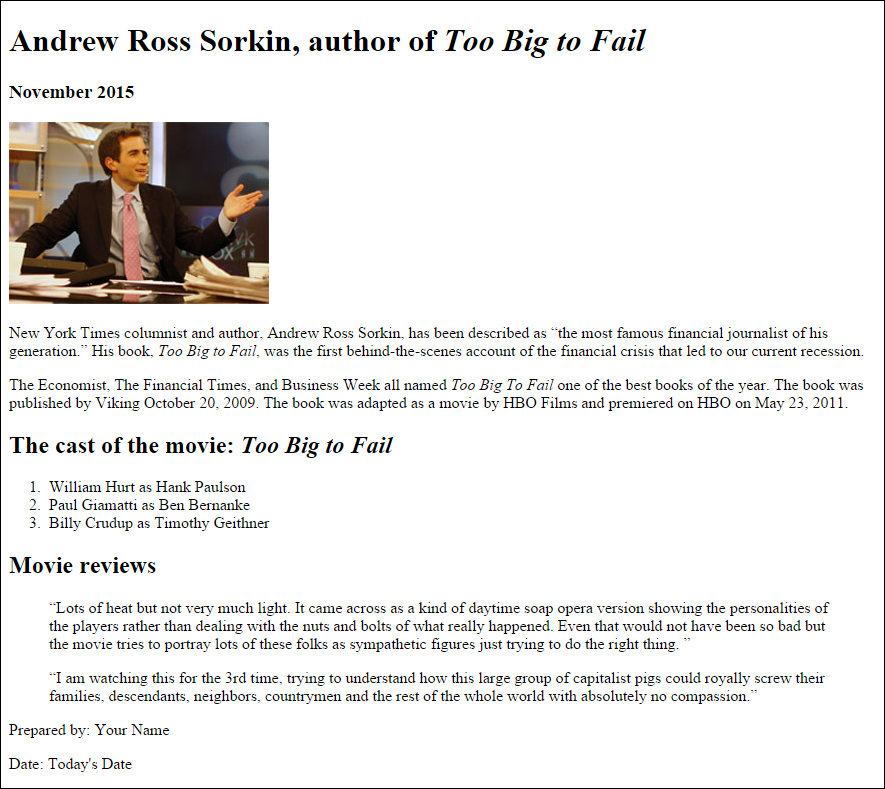 Andrew Ross Sorkin, author of Too Big to Fail
November 2015
New York Times columnist and author, Andrew Ross Sorkin, has been described as “the most famous financial journalist of his
generation.” His book, Too Big to Fail, was the first behind-the-scenes account of the financial crisis that led to our current recession.
The Economist, The Financial Times, and Business Week all named Too Big To Fail one of the best books of the year. The book was
published by Viking October 20, 2009. The book was adapted as a movie by HBO Films and premiered on HBO on May 23, 2011.
The cast of the movie: Too Big to Fail
1. William Hurt as Hank Paulson
2. Paul Giamatti as Ben Bernanke
3. Billy Crudup as Timothy Geithner
Movie reviews
“Lots of heat but not very much light. It came across as a kind of daytime soap opera version showing the personalities of
the players rather than dealing with the nuts and bolts of what really happened. Even that would not have been so bad but
the movie tries to portray lots of these folks as sympathetic figures just trying to do the right thing. ”
“I am watching this for the 3rd time, trying to understand how this large group of capitalist pigs could royally screw their
families, descendants, neighbors, countrymen and the rest of the whole world with absolutely no compassion.”
Prepared by: Your Name
Date: Today's Date